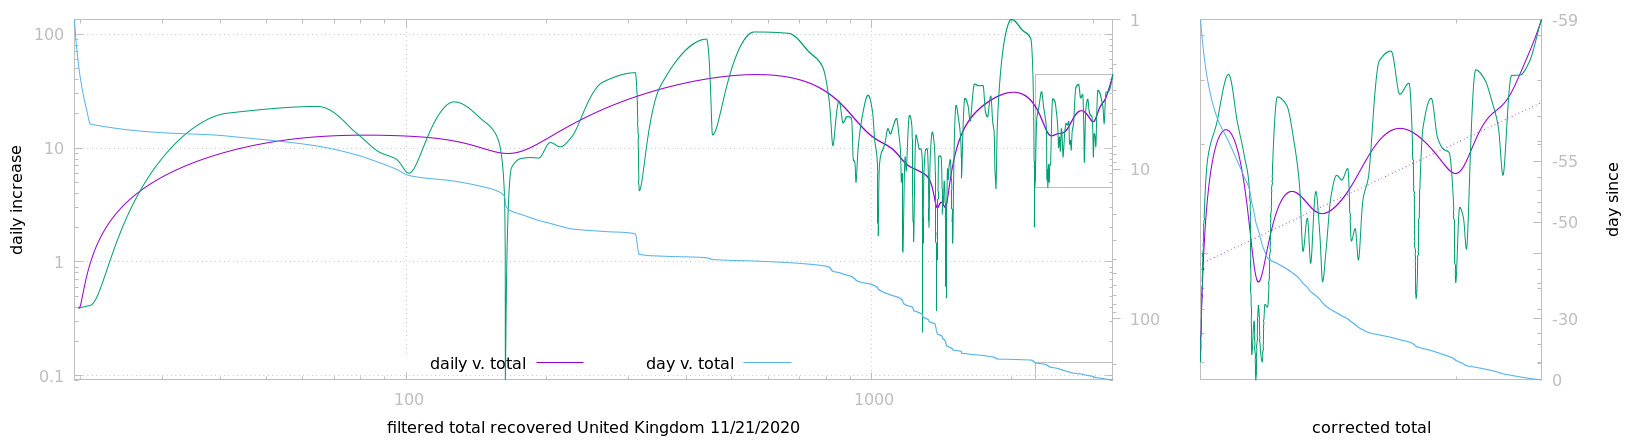 100
10
1
0.1
daily increase
100
1000
filtered total recovered United Kingdom 11/21/2020
daily v. total
day v. total
1
10
100
-59
-55
-50
-30
0
day since
corrected total